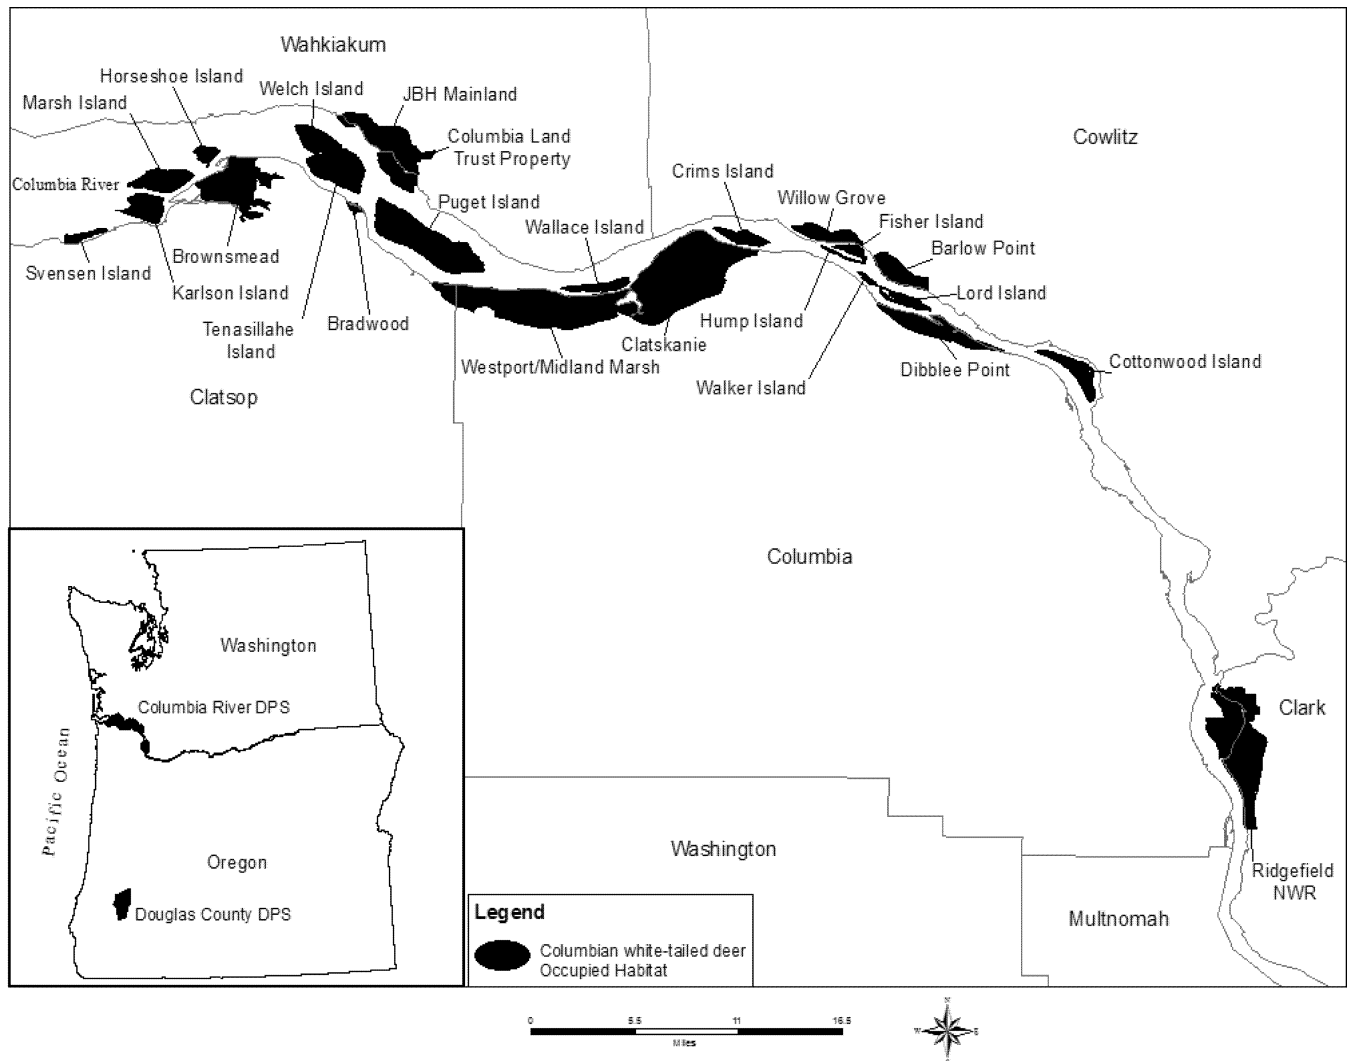 Wahkiakum
Horseshoe Island
Welch Island
JBH Mainland
Marsh Island
Columbia Land
Trust Property
Cowlitz
Columbia River
Crims Island
Willow Grove
Puget Island
Wallace Island
Fisher Island
Barlow Point
Brownsmead
Svensen Island
Karlson Island
Lord Island
Tenasillahe
Island
Bradwood
Hump Island
Clatskanie
Westport/Midland Marsh
Walker Island
Dibblee Point
Cottonwood Island
Clatsop
Columbia
Washington
Columbia River DPS
Pacific Ocean
Oregon
Douglas County DPS
Clark
Washington
Ridgefield
NWR
Multnomah
Legend
Columbian white-tailed deer
Occupied Habitat
0 5.5 11 16.5
Miles
N
W E
S